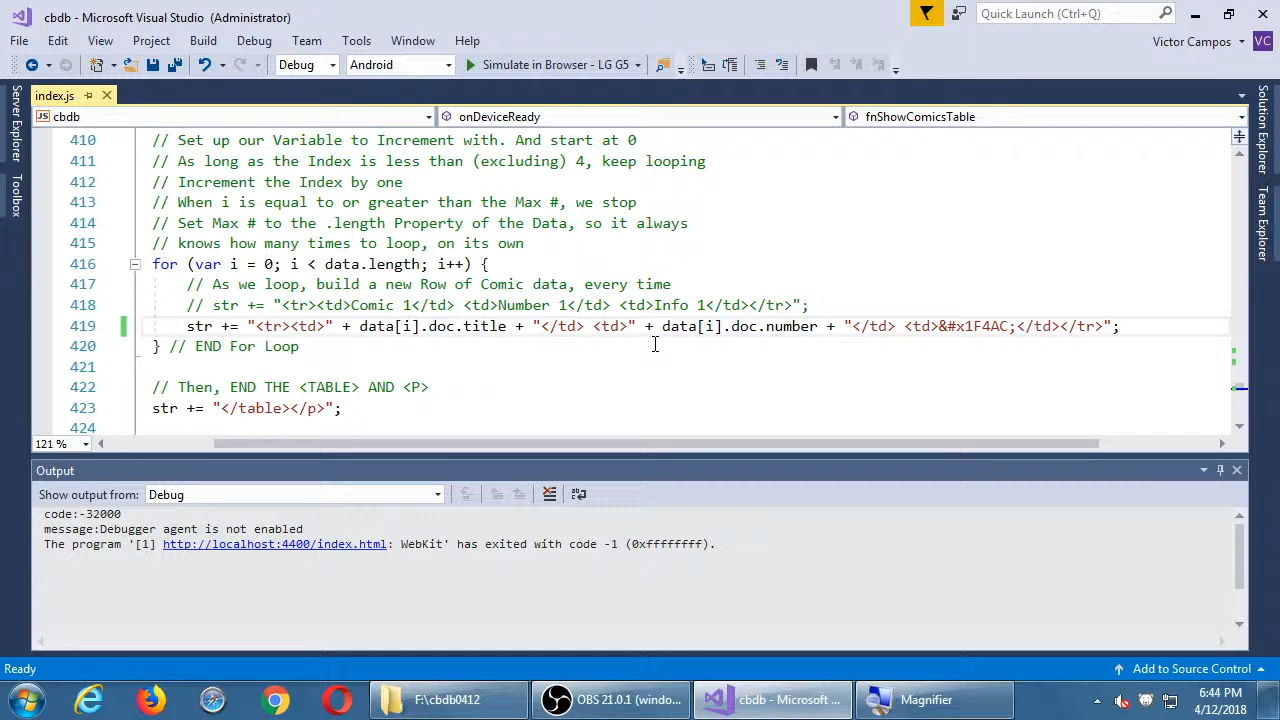 cbdb - Microsoft Visual Studio (Administrator)
Quick Launch (Ctrl+Q)
File Edit View Project Build Debug Team Tools Window Help
Victor Campos VC
Debug Android Simulate in Browser - LG G5
index.js
cbdb onDeviceReady fnShowComicsTable
Server Explorer
Toolbox
Solution Explorer
Team Explorer
410 // Set up our Variable to Increment with. And start at 0
411 // As long as the Index is less than (excluding) 4, keep looping
412 // Increment the Index by one
413 // When i is equal to or greater than the Max #, we stop
414 // Set Max # to the .length Property of the Data, so it always
415 // knows how many times to loop, on its own
416 for (var i = 0; i < data.length; i++) {
417 // As we loop, build a new Row of Comic data, every time
418 // str += "<tr><td>Comic 1</td> <td>Number 1</td> <td>Info 1</td></tr>";
419 str += "<tr><td>" + data[i].doc.title + "</td> <td>" + data[i].doc.number + "</td> <td>&#x1F4AC;</td></tr>";
420 } // END For Loop
421
422 // Then, END THE <TABLE> AND <P>
423 str += "</table></p>";
424
121 %
Output
Show output from: Debug
code:-32000
message:Debugger agent is not enabled
The program '[1] http://localhost:4400/index.html: WebKit' has exited with code -1 (0xffffffff).
Ready Add to Source Control
F:\cbdb0412 OBS 21.0.1 (windo... cbdb - Microsoft ... Magnifier
6:44 PM
4/12/2018